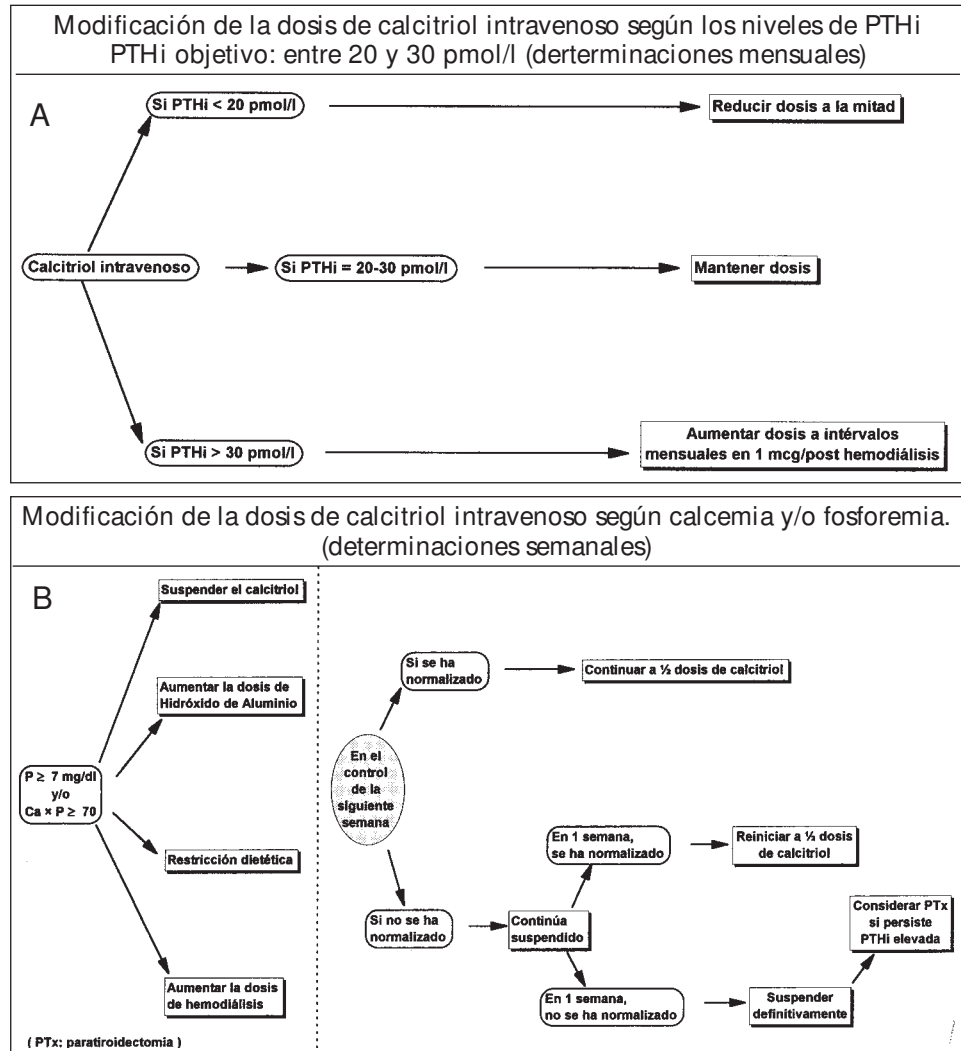 Modificación de la dosis de calcitriol intravenoso según los niveles de PTHi
PTHi objetivo: entre 20 y 30 pmol/l (derterminaciones mensuales)
A
Si PTHi < 20 pmol/l
Reducir dosis a la mitad
Calcitriol intravenoso
Si PTHi = 20-30 pmol/l
Mantener dosis
Si PTHi > 30 pmol/l
Aumentar dosis a intérvalos
mensuales en 1 mcg/post hemodiálisis
Modificación de la dosis de calcitriol intravenoso según calcemia y/o fosforemia.
(determinaciones semanales)
B
Suspender el calcitriol
Aumentar la dosis de
Hidróxido de Aluminio
P ≥ 7 mg/dl
y/o
Ca × P ≥ 70
Restricción dietética
Aumentar la dosis
de hemodiálisis
( PTx: paratiroidectomia )
Si se ha
normalizado
Continuar a ½ dosis de calcitriol
En el
control
de la
siguiente
semana
En 1 semana,
se ha normalizado
Reiniciar a ½ dosis
de calcitriol
Si no se ha
normalizado
Continúa
suspendido
Considerar PTx
si persiste
PTHi elevada
En 1 semana,
no se ha normalizado
Suspender
definitivamente